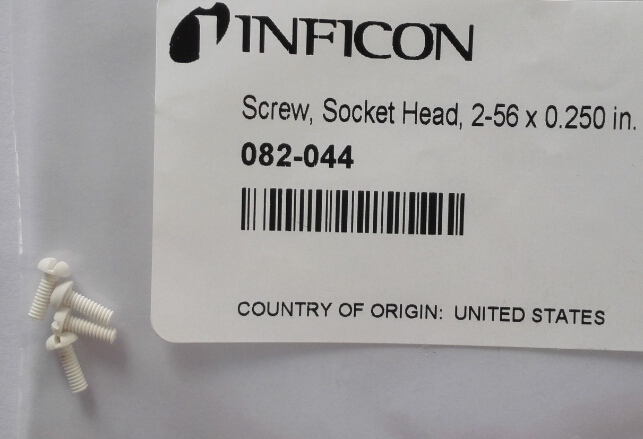 INFICON
Screw, Socket Head, 2-56 x 0.250 in.
082-044
COUNTRY OF ORIGIN: UNITED STATES